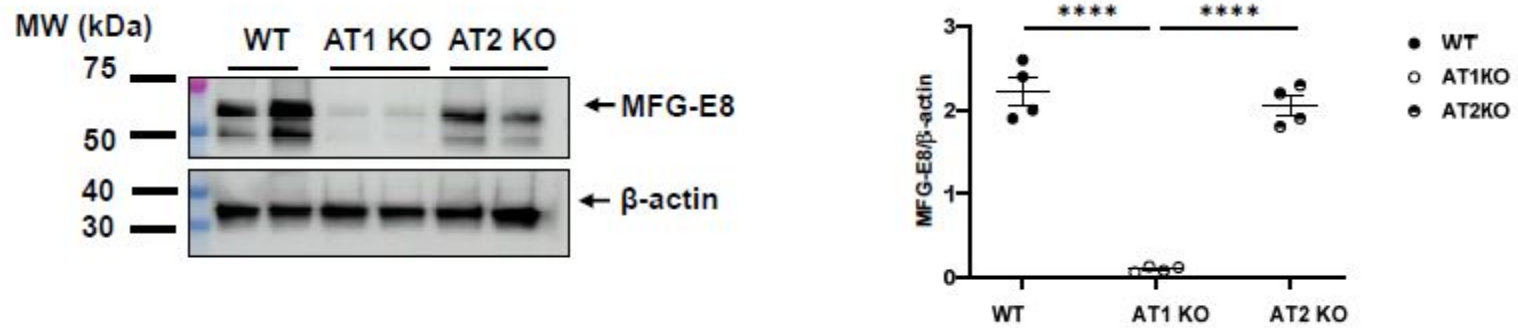 MW (kDa)
WT AT1 KO AT2 KO
75
50
40
30
←MFG-E8
← β-actin
**** ****
3
2
1
0
MFG-E8/β-actin
WT AT1 KO AT2 KO
● WT
○ AT1KO
◒ AT2KO